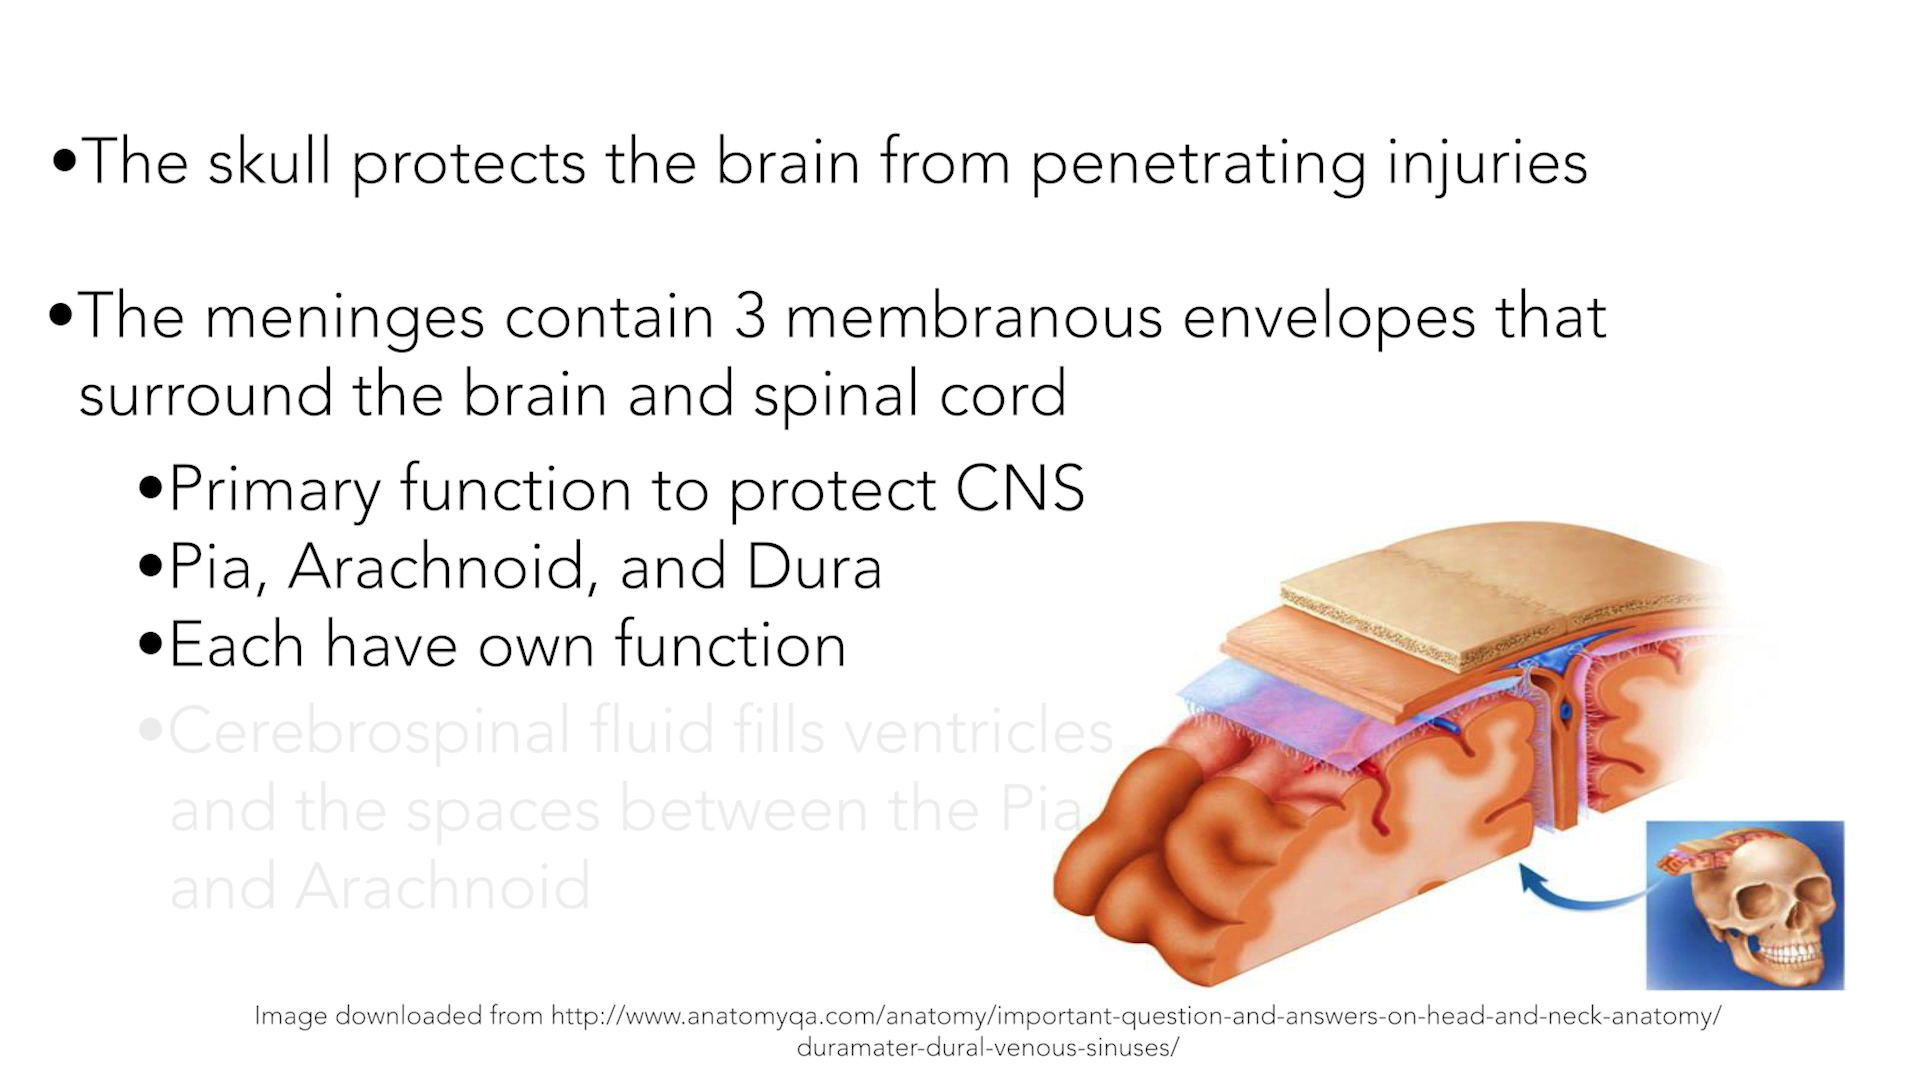 •The skull protects the brain from penetrating injuries
•The meninges contain 3 membranous envelopes that
surround the brain and spinal cord
•Primary function to protect CNS
•Pia, Arachnoid, and Dura
•Each have own function
•Cerebrospinal fluid fills ventricles
and the spaces between the Pia
and Arachnoid
Image downloaded from http://www.anatomyqa.com/anatomy/important-question-and-answers-on-head-and-neck-anatomy/
duramater-dural-venous-sinuses/